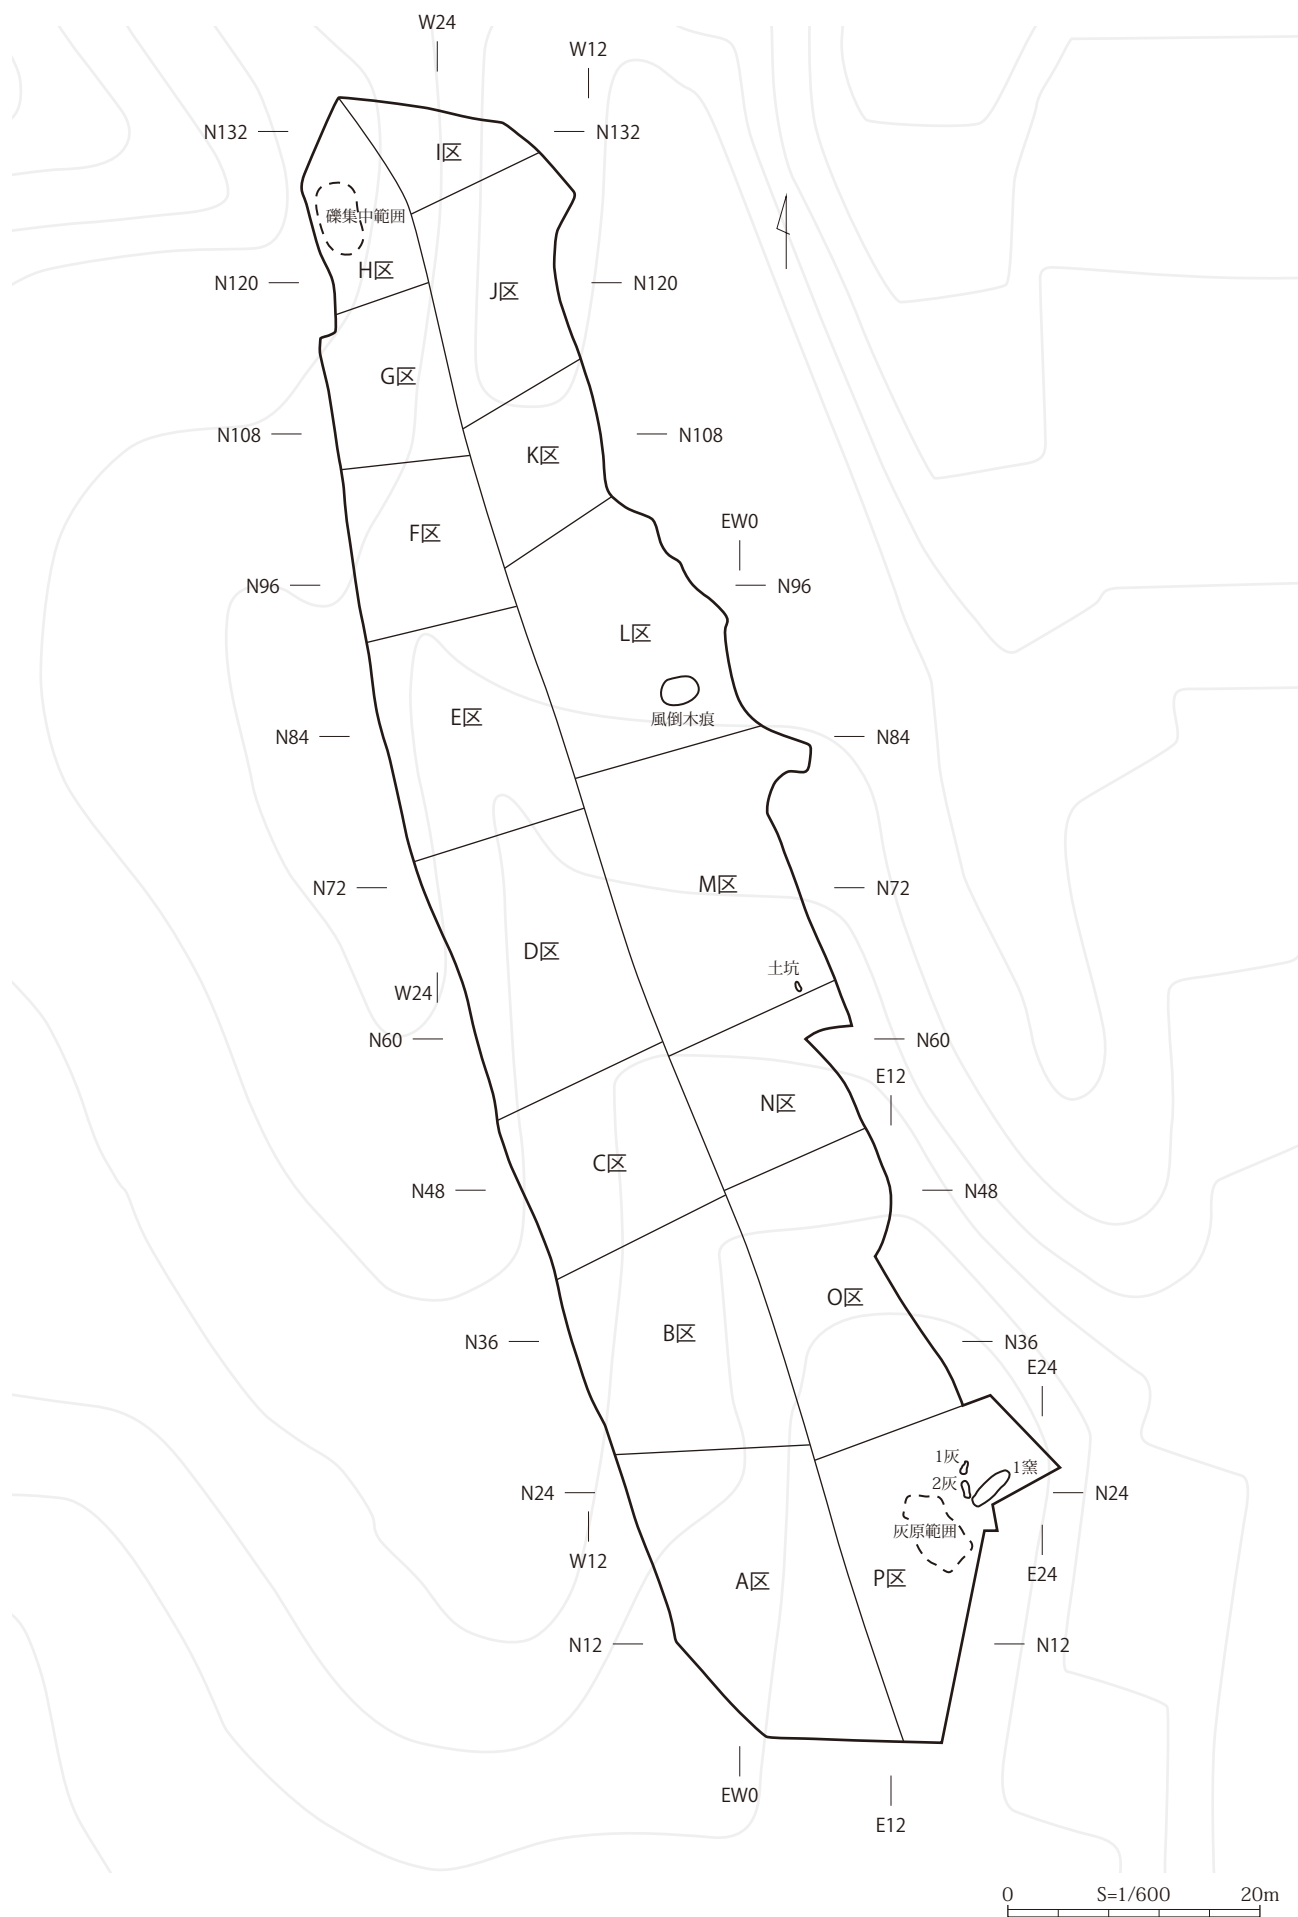 W24
W12
N132
N132
I区
礫集中範囲
H区
N120
J区
N120
G区
N108
K区
N108
F区
EW0
N96
N96
L区
E区
風倒木痕
N84
N84
N72
M区
N72
D区
土坑
W24
N60
N60
E12
N区
C区
N48
N48
O区
B区
N36
N36
E24
1灰
1窯
2灰
N24
N24
灰原範囲
W12
E24
A区
P区
N12
N12
EW0
E12
0 S=1/600 20m